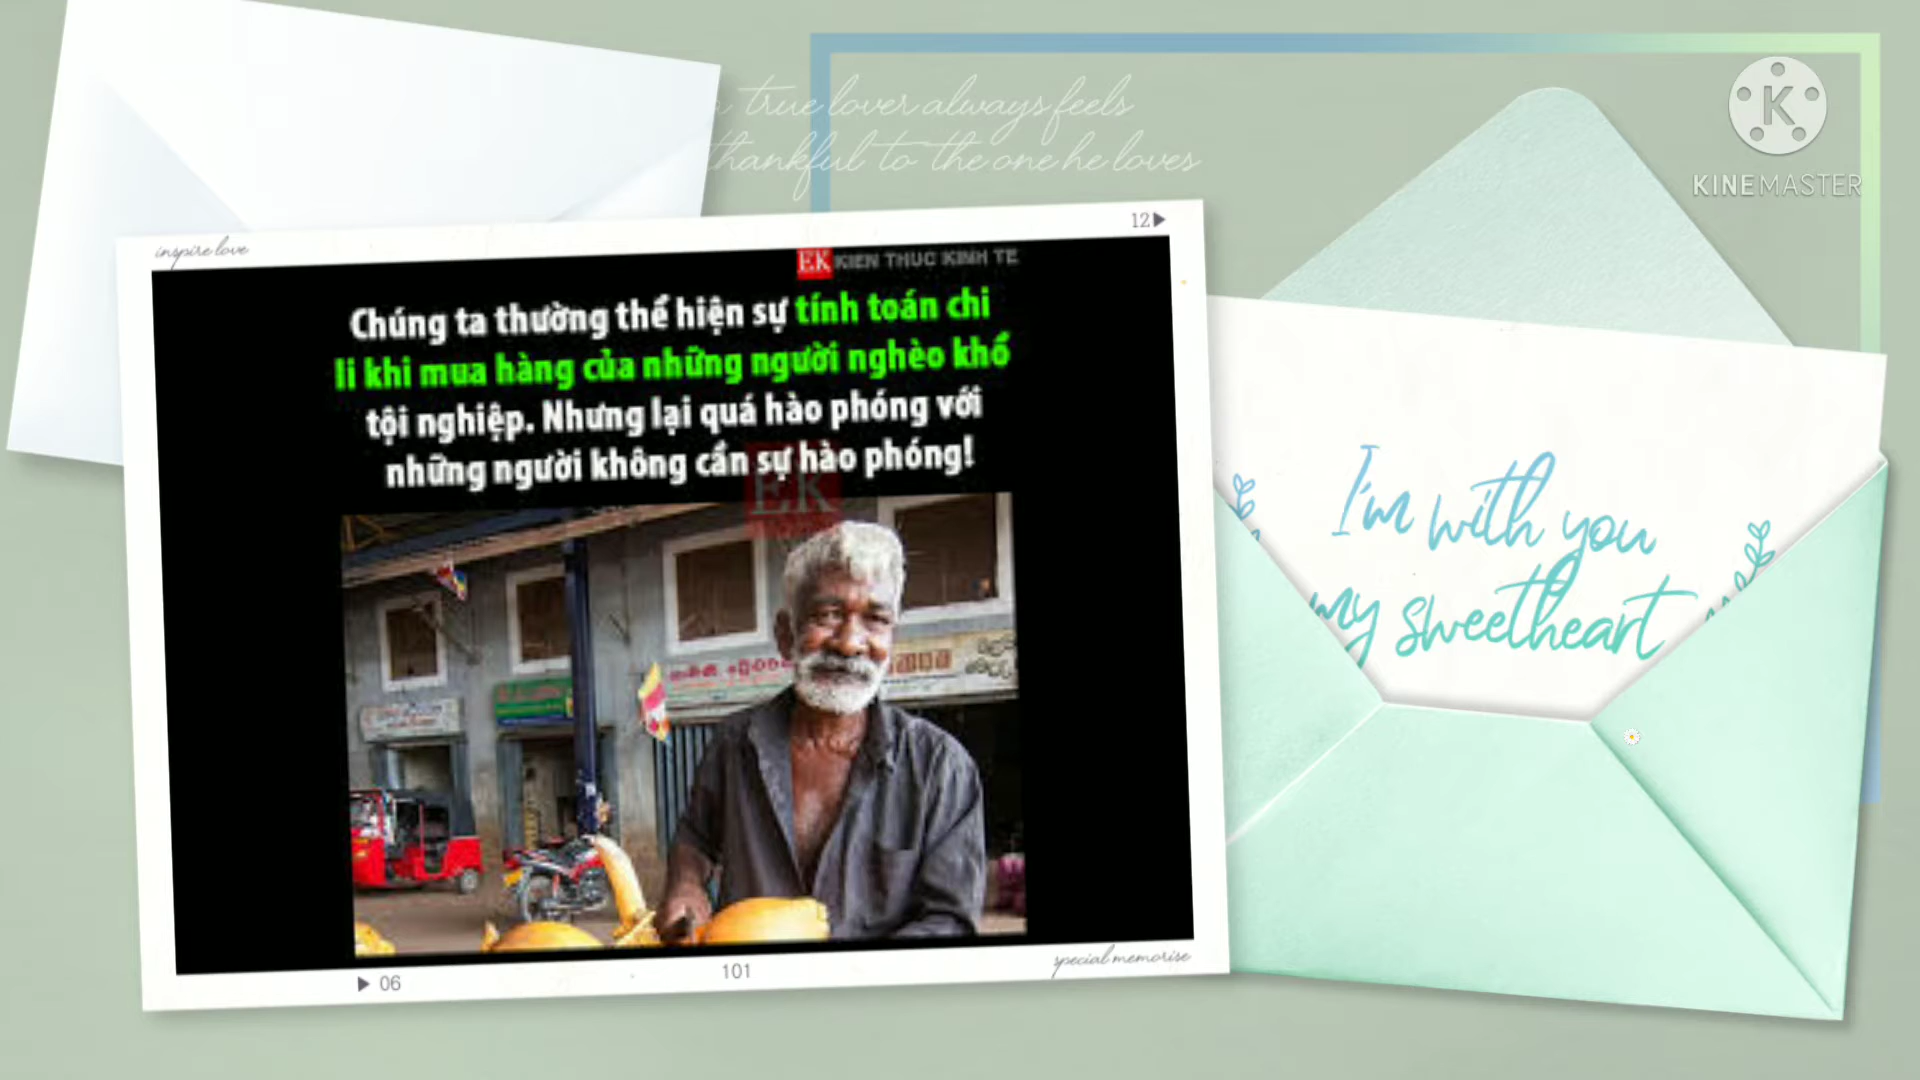 a true lover always feels
thankful to the one he loves
KINEMASTER
inspire love
12
EK KIEN THUC KINH TE
Chúng ta thường thể hiện sự tính toán chi
li khi mua hàng của những người nghèo khổ
tội nghiệp. Nhưng lại quá hào phóng với
những người không cần sự hào phóng!
EK
I'm with you
my sweetheart
06
101
special memorise